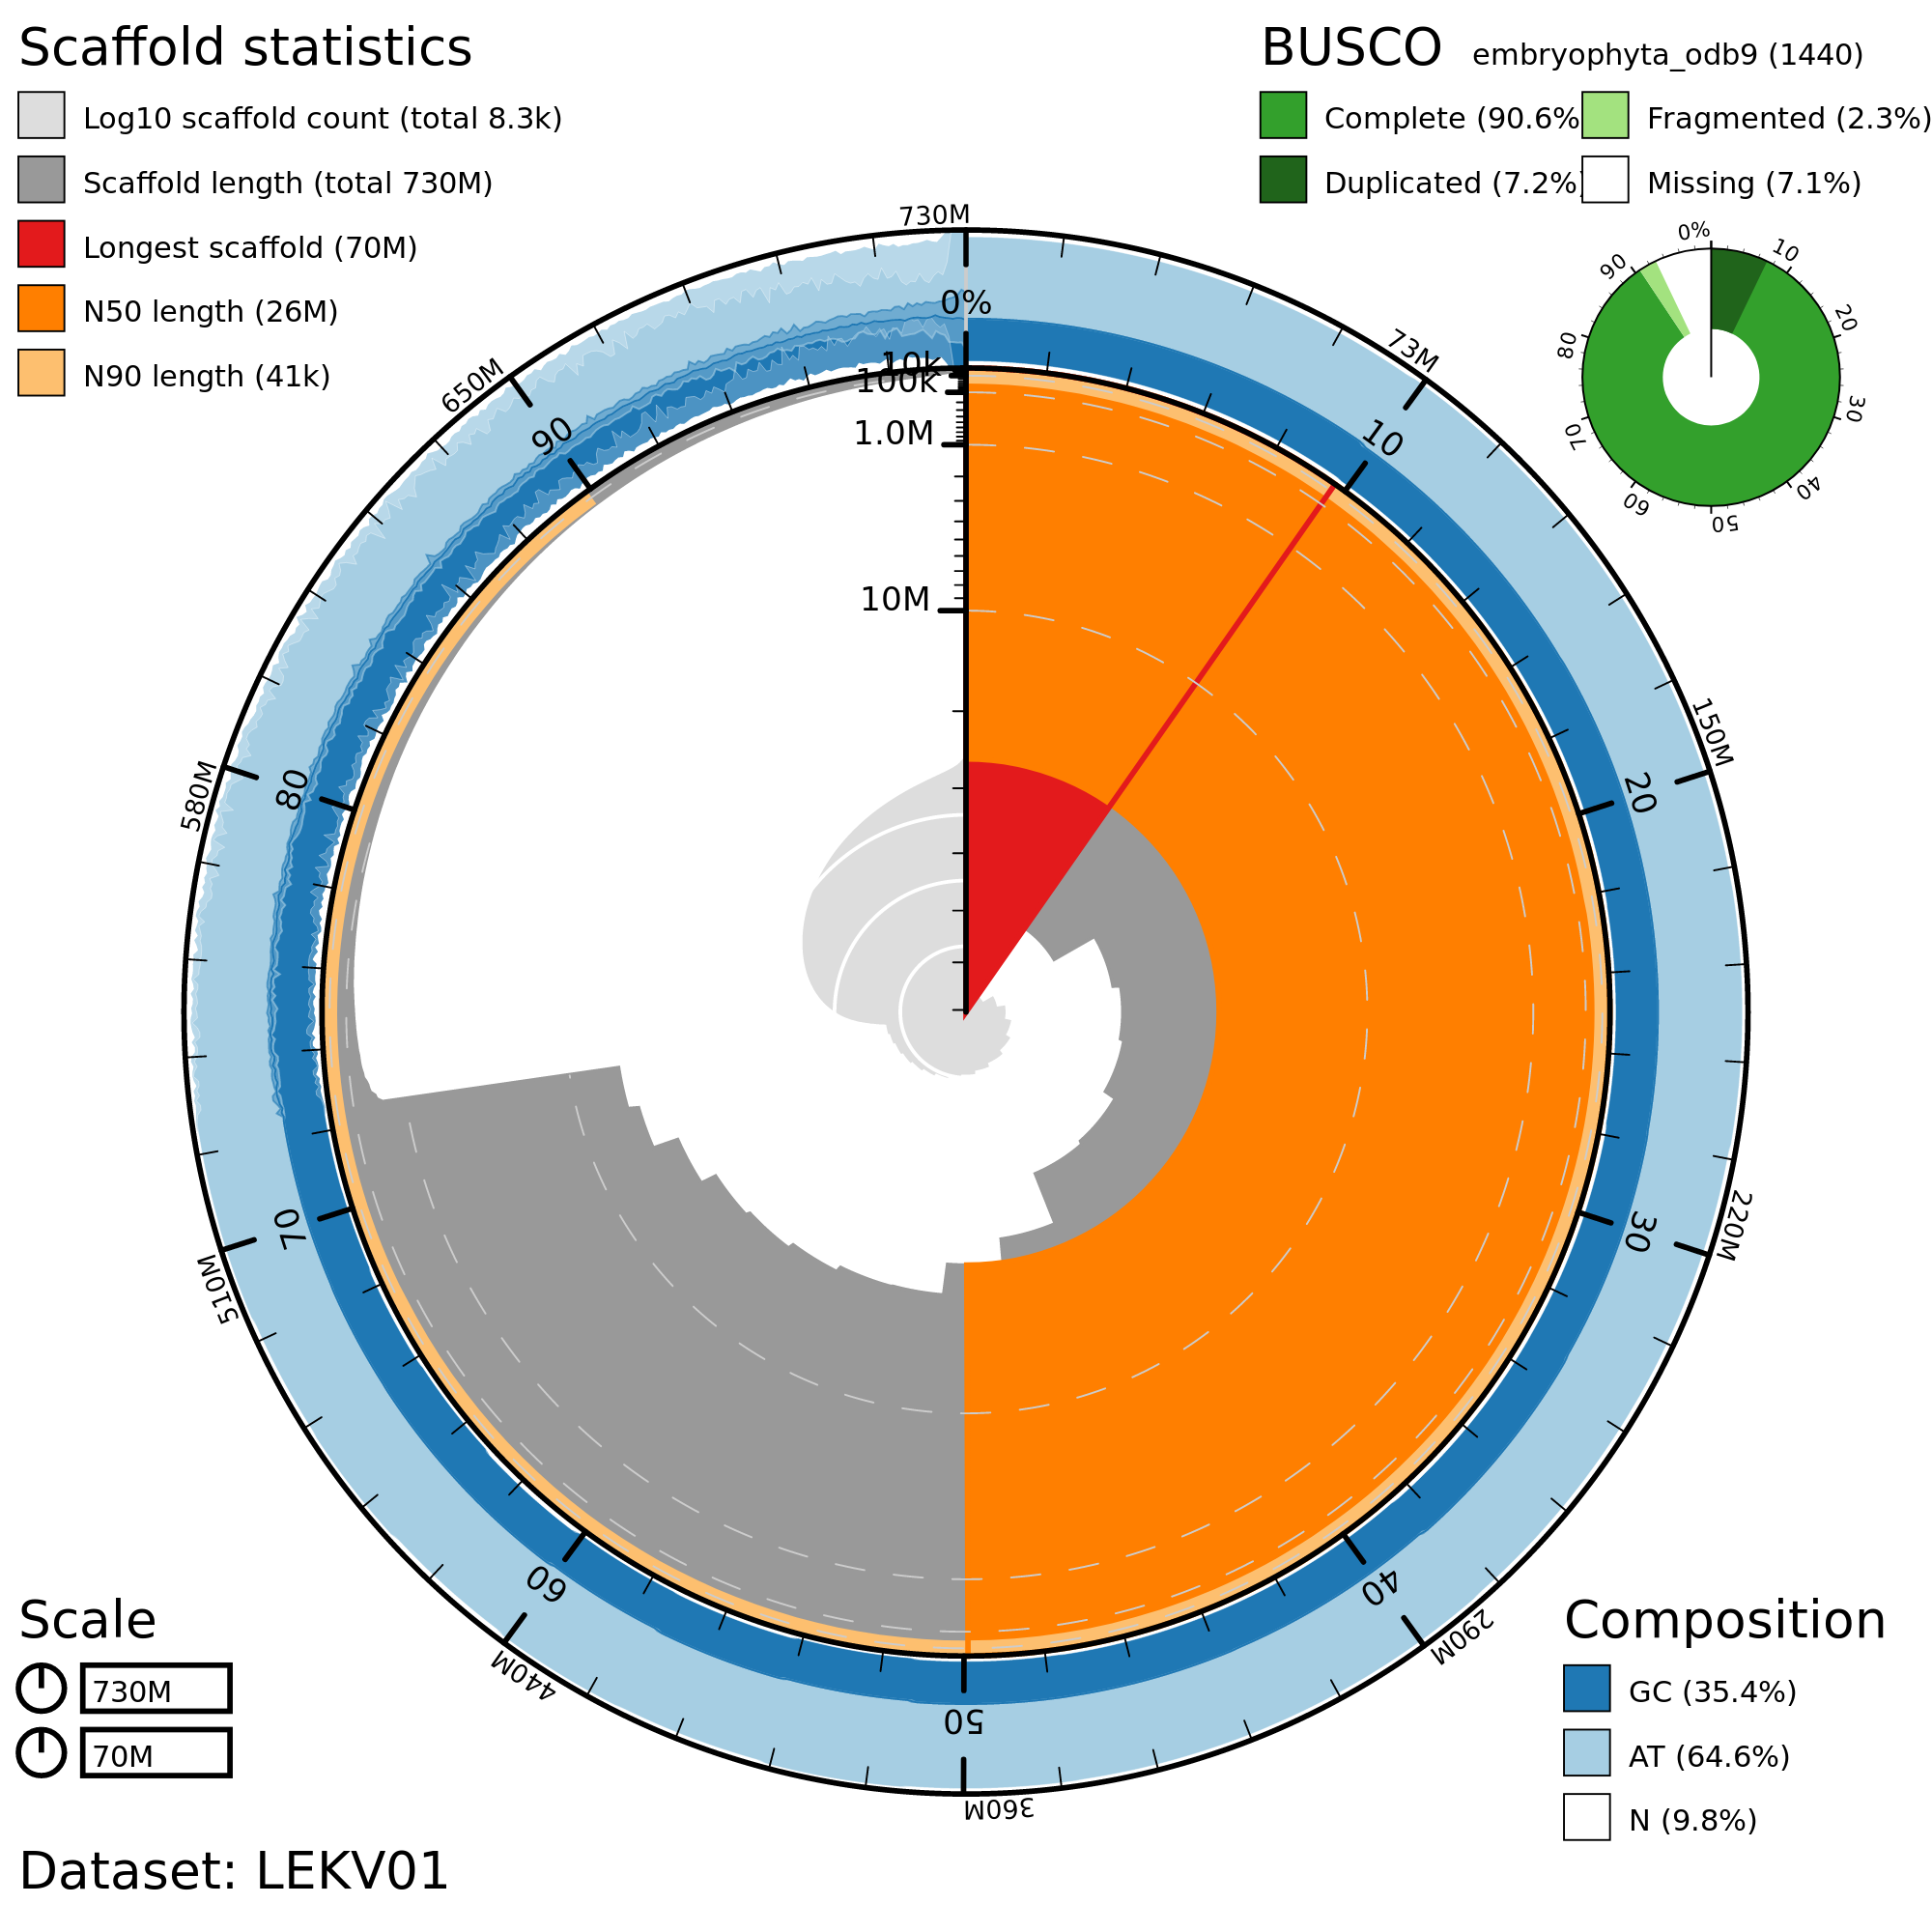 Scaffold statistics
Log10 scaffold count (total 8.3k)
Scaffold length (total 730M)
Longest scaffold (70M)
N50 length (26M)
N90 length (41k)
BUSCO embryophyta_odb9 (1440)
Complete (90.6% Fragmented (2.3%)
Duplicated (7.2%) Missing (7.1%)
0%
10
20
30
40
50
60
70
80
90
730M
73M
150M
220M
290M
360M
440M
510M
580M
650M
0%
10
20
30
40
50
60
70
80
90
10k
100k
1.0M
10M
Scale
730M
70M
Composition
GC (35.4%)
AT (64.6%)
N (9.8%)
Dataset: LEKV01